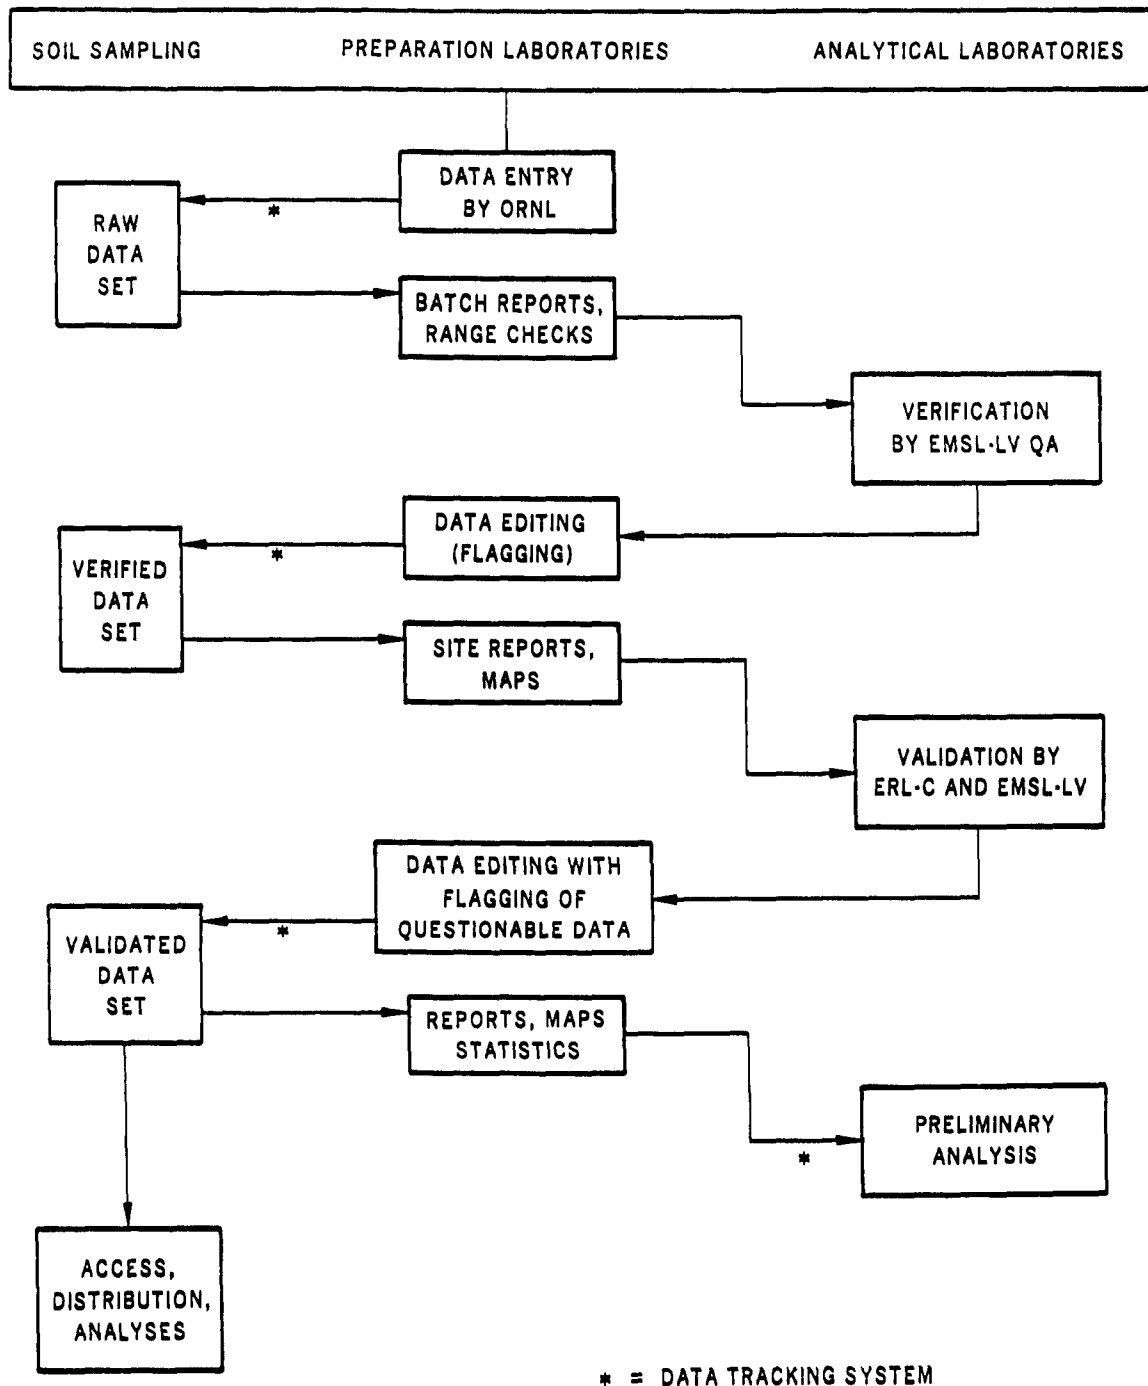 SOIL SAMPLING PREPARATION LABORATORIES ANALYTICAL LABORATORIES
DATA ENTRY
BY ORNL
*
RAW
DATA
SET
BATCH REPORTS,
RANGE CHECKS
VERIFICATION
BY EMSL-LV QA
DATA EDITING
(FLAGGING)
*
VERIFIED
DATA
SET
SITE REPORTS,
MAPS
VALIDATION BY
ERL-C AND EMSL-LV
DATA EDITING WITH
FLAGGING OF
QUESTIONABLE DATA
*
VALIDATED
DATA
SET
REPORTS, MAPS
STATISTICS
PRELIMINARY
ANALYSIS
*
ACCESS,
DISTRIBUTION,
ANALYSES
* = DATA TRACKING SYSTEM